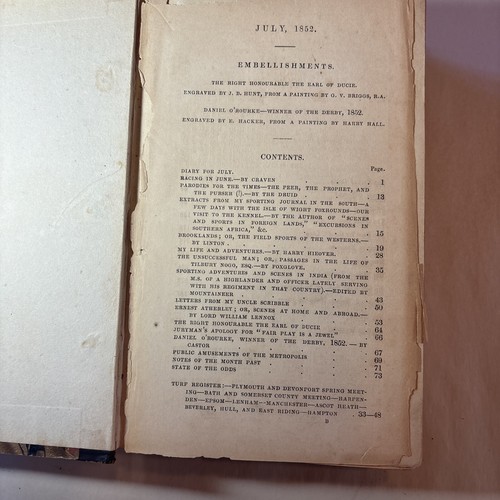 JULY, 1852.
EMBELLISHMENTS.
THE RIGHT HONOURABLE THE EARL OF DUCIE.
ENGRAVED BY J. B. HUNT, FROM A PAINTING BY G. V. BRIGGS, R.A.
DANIEL O'ROURKE—WINNER OF THE DERBY, 1852.
ENGRAVED BY E. HACKER, FROM A PAINTING BY HARRY HALL.
CONTENTS.
Page.
DIARY FOR JULY.
RACING IN JUNE.—BY CRAVEN . . . . 1
PARODIES FOR THE TIMES—THE PEER, THE PROPHET, AND
THE PURSER (!).—BY THE DRUID . . . 13
EXTRACTS FROM MY SPORTING JOURNAL IN THE SOUTH—A
FEW DAYS WITH THE ISLE OF WIGHT FOXHOUNDS—OUR
VISIT TO THE KENNEL.—BY THE AUTHOR OF "SCENES
AND SPORTS IN FOREIGN LANDS," "EXCURSIONS IN
SOUTHERN AFRICA," &c. . . . . 15
BROOKLANDS; OR, THE FIELD SPORTS OF THE WESTERNS.—
BY LINTON . . . . . 19
MY LIFE AND ADVENTURES.—BY HARRY HIEOVER . 28
THE UNSUCCESSFUL MAN; OR, PASSAGES IN THE LIFE OF
TILBURY NOGO, ESQ.—BY FOXGLOVE. . . 35
SPORTING ADVENTURES AND SCENES IN INDIA (FROM THE
M.S. OF A HIGHLANDER AND OFFICER LATELY SERVING
WITH HIS REGIMENT IN THAT COUNTRY).—EDITED BY
MOUNTAINEER . . . . . 43
LETTERS FROM MY UNCLE SCRIBBLE . . . 50
ERNEST ATHERLEY; OR, SCENES AT HOME AND ABROAD.—
BY LORD WILLIAM LENNOX . . . 53
THE RIGHT HONOURABLE THE EARL OF DUCIE . . 64
JURYMAN'S APOLOGY FOR "FAIR PLAY IS A JEWEL" . 66
DANIEL O'ROURKE, WINNER OF THE DERBY, 1852.—BY
CASTOR . . . . . 67
PUBLIC AMUSEMENTS OF THE METROPOLIS . . 69
NOTES OF THE MONTH PAST . . . . 71
STATE OF THE ODDS . . . . . 73
TURF REGISTER:—PLYMOUTH AND DEVONPORT SPRING MEET-
ING—BATH AND SOMERSET COUNTY MEETING—HARPEN-
DEN—EPSOM—LENHAM—MANCHESTER—ASCOT HEATH—
BEVERLEY, HULL, AND EAST RIDING—HAMPTON . 33—48
B